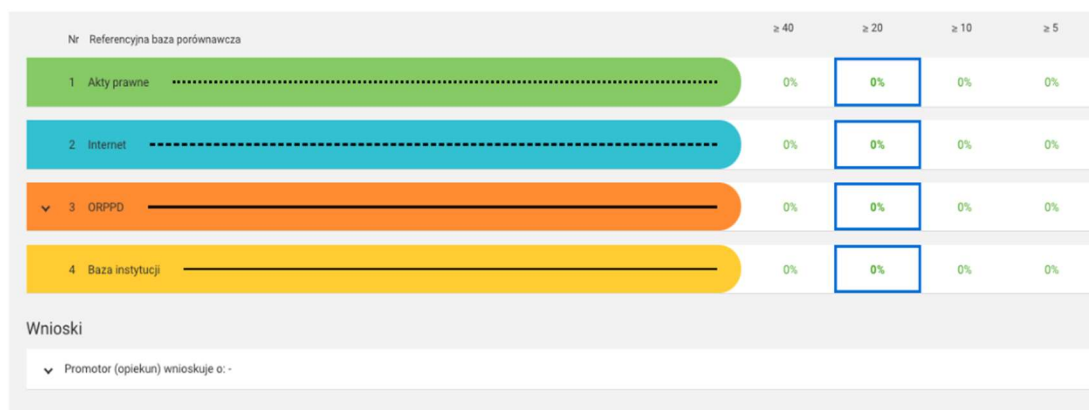 Nr Referencyjna baza porównawcza ≥ 40 ≥ 20 ≥ 10 ≥ 5
1 Akty prawne 0% 0% 0% 0%
2 Internet 0% 0% 0% 0%
3 ORPPD 0% 0% 0% 0%
4 Baza instytucji 0% 0% 0% 0%
Wnioski
Promotor (opiekun) wnioskuje o: -